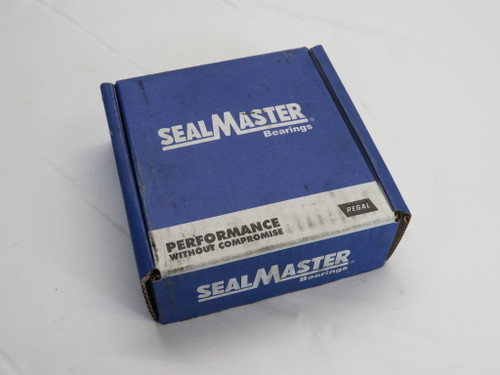 SEALMASTER®
Bearings
PERFORMANCE
WITHOUT COMPROMISE
REGAL
SEALMASTER®
Bearings